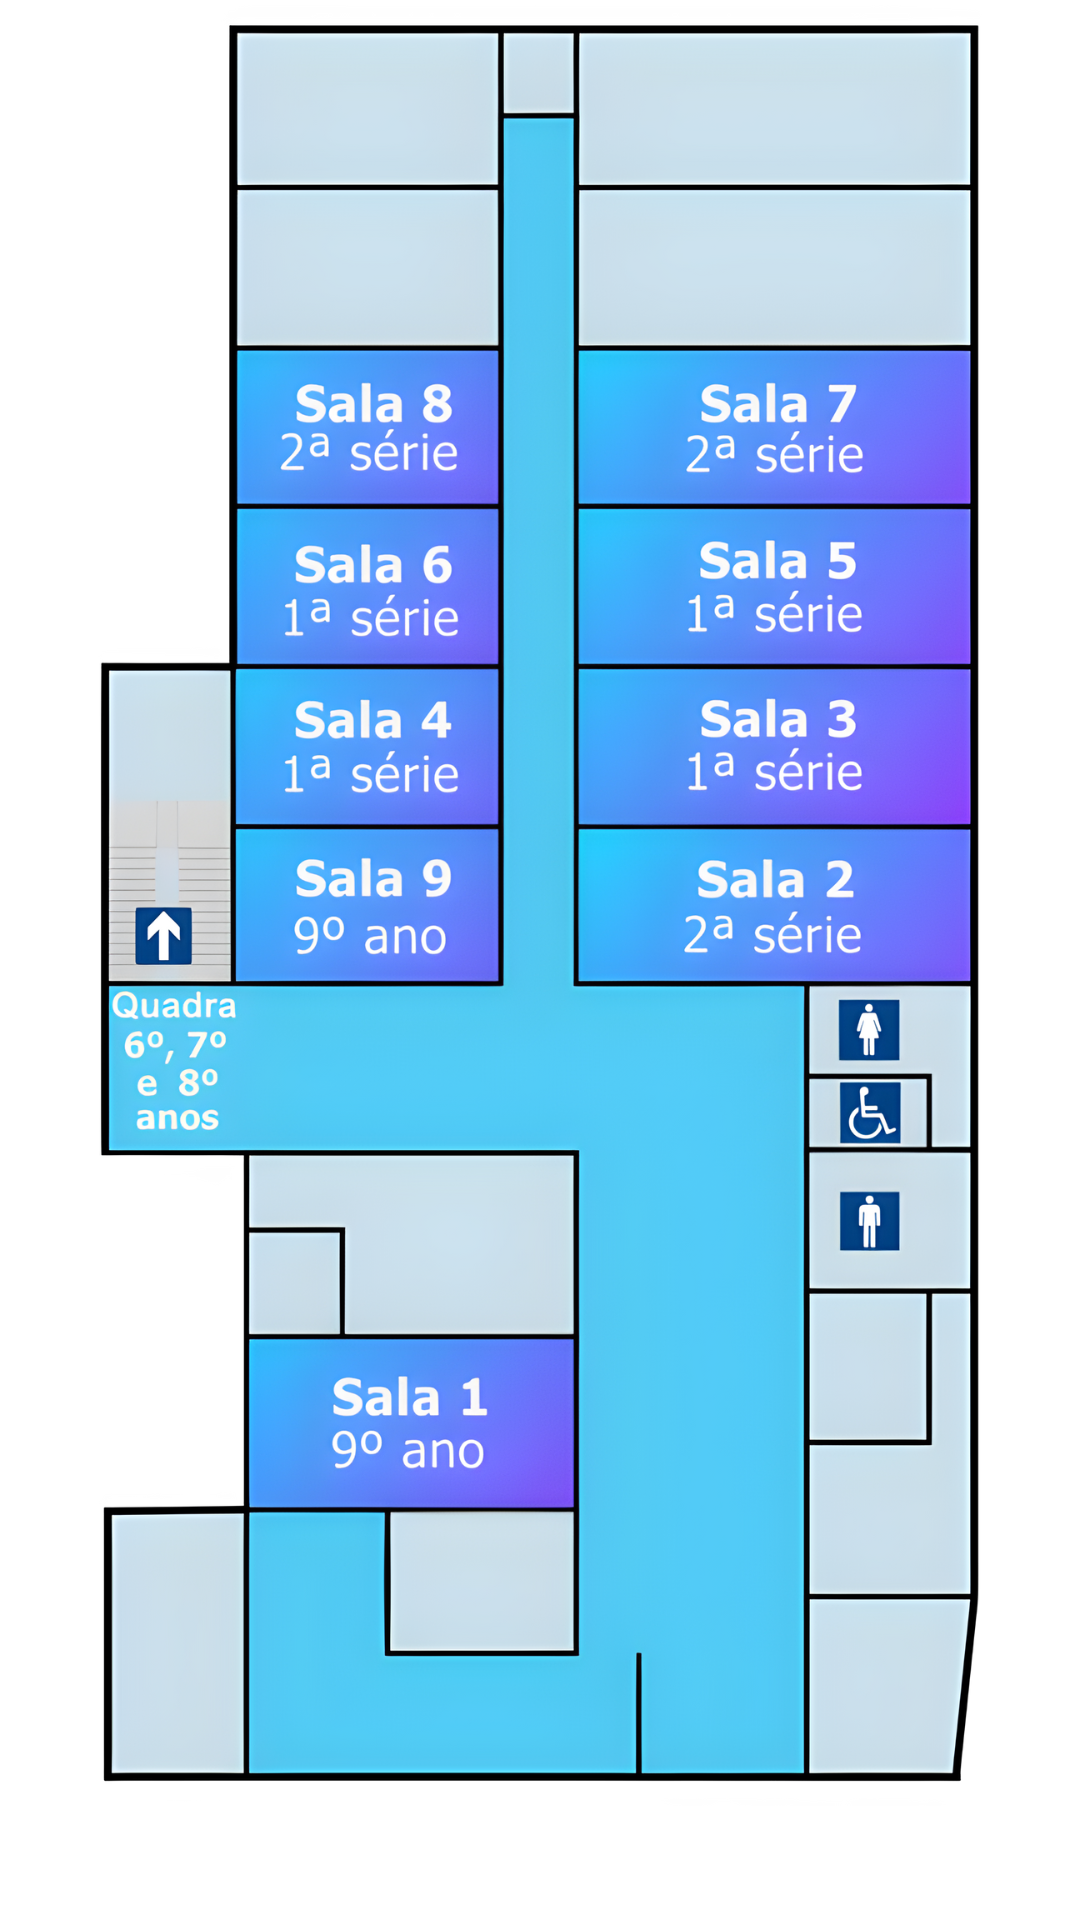 Sala 8
2ª série
Sala 7
2ª série
Sala 6
1ª série
Sala 5
1ª série
Sala 4
1ª série
Sala 3
1ª série
Sala 9
9º ano
Sala 2
2ª série
Quadra
6º, 7º
e 8º
anos
Sala 1
9º ano